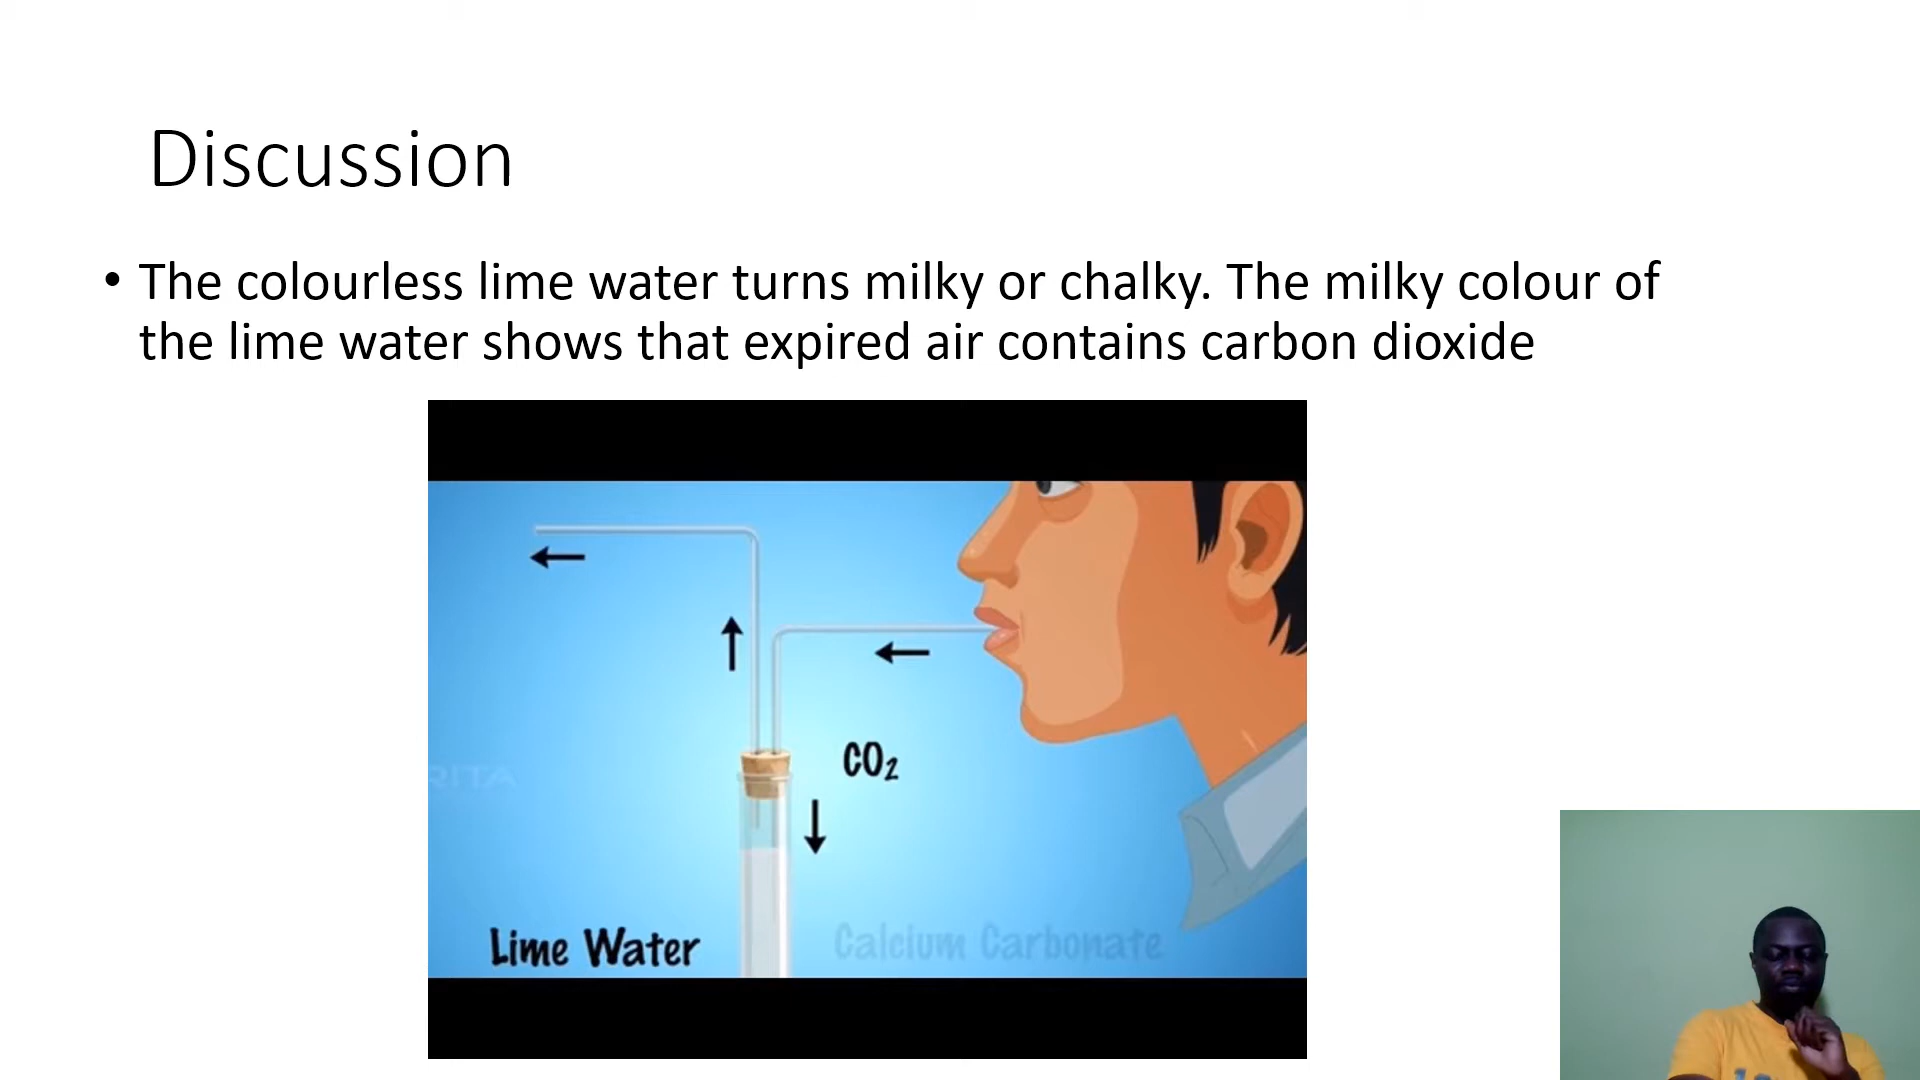 Discussion
• The colourless lime water turns milky or chalky. The milky colour of
the lime water shows that expired air contains carbon dioxide
CO₂
RITA
Lime Water
Calcium Carbonate